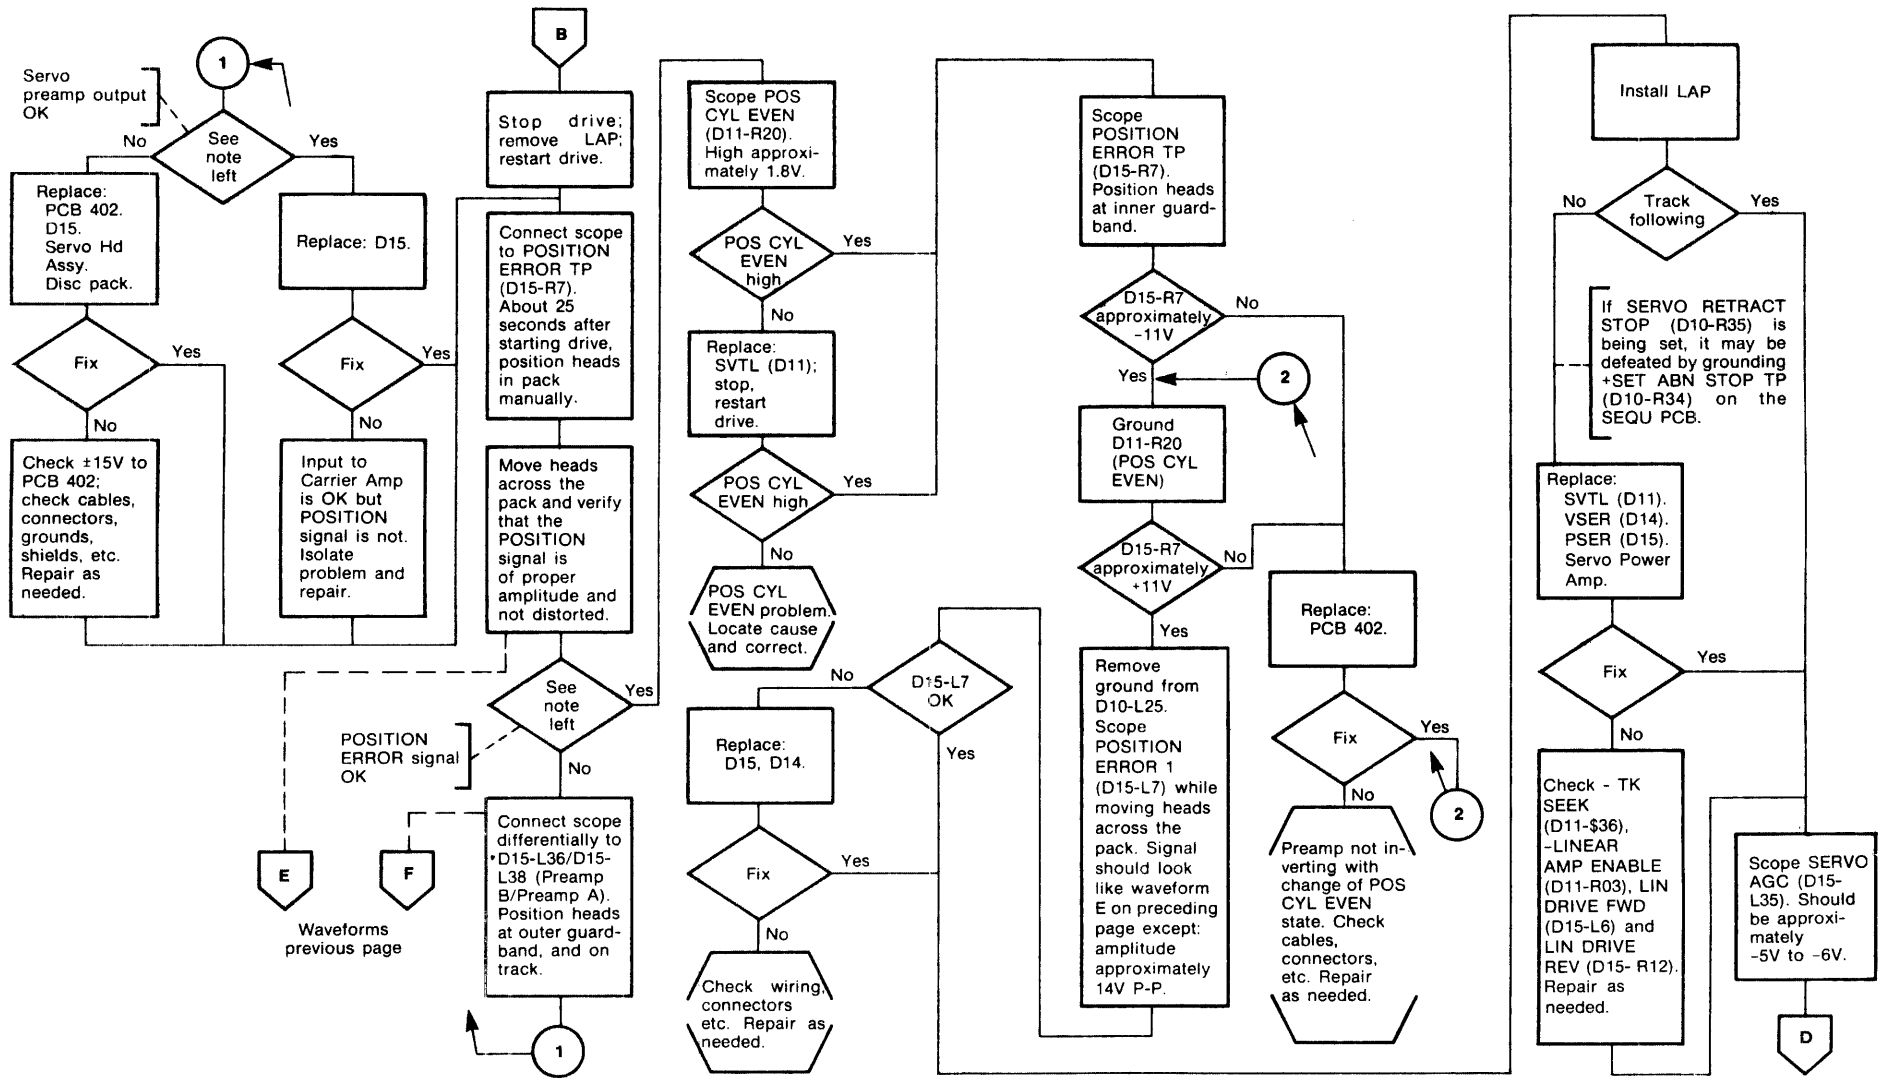 1
Servo
preamp output
OK
See
note
left
No
Yes
Replace:
PCB 402.
D15.
Servo Hd
Assy.
Disc pack.
Replace: D15.
Fix
Yes
No
Fix
Yes
No
Check ±15V to
PCB 402;
check cables,
connectors,
grounds,
shields, etc.
Repair as
needed.
Input to
Carrier Amp
is OK but
POSITION
signal is not.
Isolate
problem and
repair.
B
Stop drive;
remove LAP;
restart drive.
Connect scope
to POSITION
ERROR TP
(D15-R7).
About 25
seconds after
starting drive,
position heads
in pack
manually.
Move heads
across the
pack and verify
that the
POSITION
signal is
of proper
amplitude and
not distorted.
See
note
left
Yes
No
POSITION
ERROR signal
OK
Connect scope
differentially to
D15-L36/D15-
L38 (Preamp
B/Preamp A).
Position heads
at outer guard-
band, and on
track.
1
E
F
Waveforms
previous page
Scope POS
CYL EVEN
(D11-R20).
High approxi-
mately 1.8V.
POS CYL
EVEN
high
Yes
No
Replace:
SVTL (D11);
stop,
restart
drive.
POS CYL
EVEN high
Yes
No
POS CYL
EVEN problem.
Locate cause
and correct.
D15-L7
OK
No
Yes
Replace:
D15, D14.
Fix
Yes
No
Check wiring,
connectors
etc. Repair as
needed.
Scope
POSITION
ERROR TP
(D15-R7).
Position heads
at inner guard-
band.
D15-R7
approximately
-11V
No
Yes
2
Ground
D11-R20
(POS CYL
EVEN)
D15-R7
approximately
+11V
No
Yes
Remove
ground from
D10-L25.
Scope
POSITION
ERROR 1
(D15-L7) while
moving heads
across the
pack. Signal
should look
like waveform
E on preceding
page except:
amplitude
approximately
14V P-P.
Replace:
PCB 402.
Fix
Yes
No
2
Preamp not in-
verting with
change of POS
CYL EVEN
state. Check
cables,
connectors,
etc. Repair
as needed.
Install LAP
Track
following
No
Yes
If SERVO RETRACT
STOP (D10-R35) is
being set, it may be
defeated by grounding
+SET ABN STOP TP
(D10-R34) on the
SEQU PCB.
Replace:
SVTL (D11).
VSER (D14).
PSER (D15).
Servo Power
Amp.
Fix
Yes
No
Check - TK
SEEK
(D11-$36),
-LINEAR
AMP ENABLE
(D11-R03), LIN
DRIVE FWD
(D15-L6) and
LIN DRIVE
REV (D15- R12).
Repair as
needed.
Scope SERVO
AGC (D15-
L35). Should
be approxi-
mately
-5V to -6V.
D